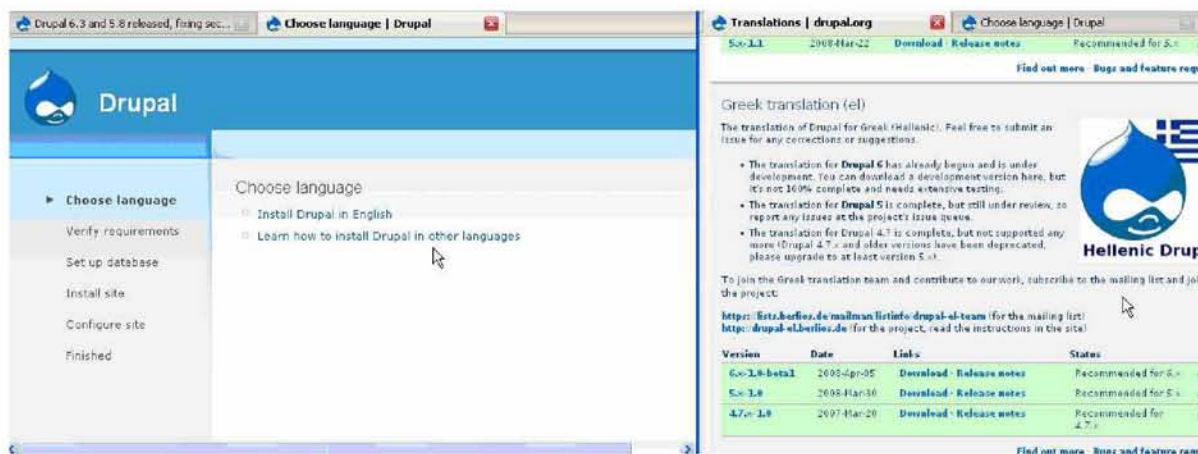 Drupal 6.3 and 5.8 released, fixing sec...
Choose language | Drupal
Drupal
Choose language
Verify requirements
Set up database
Install site
Configure site
Finished
Choose language
Install Drupal in English
Learn how to install Drupal in other languages
Translations | drupal.org
Choose language | Drupal
5.x-1.1 2008-Mar-22 Download · Release notes Recommended for 5.x
Find out more · Bugs and feature requ
Greek translation (el)
The translation of Drupal for Greek (Hellenic). Feel free to submit an
issue for any corrections or suggestions.
• The translation for Drupal 6 has already begun and is under
development. You can download a development version here, but
it's not 100% complete and needs extensive testing.
• The translation for Drupal 5 is complete, but still under review, so
report any issues at the project's issue queue.
• The translation for Drupal 4.7 is complete, but not supported any
more (Drupal 4.7.x and older versions have been deprecated,
please upgrade to at least version 5.x).
Hellenic Drup
To join the Greek translation team and contribute to our work, subscribe to the mailing list and joi
the project:
https://lists.berlios.de/mailman/listinfo/drupal-el-team (for the mailing list)
http://drupal-el.berlios.de (for the project, read the instructions in the site)
Version Date Links Status
6.x-1.0-beta1 2008-Apr-05 Download · Release notes Recommended for 6.x
5.x-1.0 2008-Mar-30 Download · Release notes Recommended for 5.x
4.7.x-1.0 2007-Mar-20 Download · Release notes Recommended for
4.7.x
Find out more · Bugs and feature requ